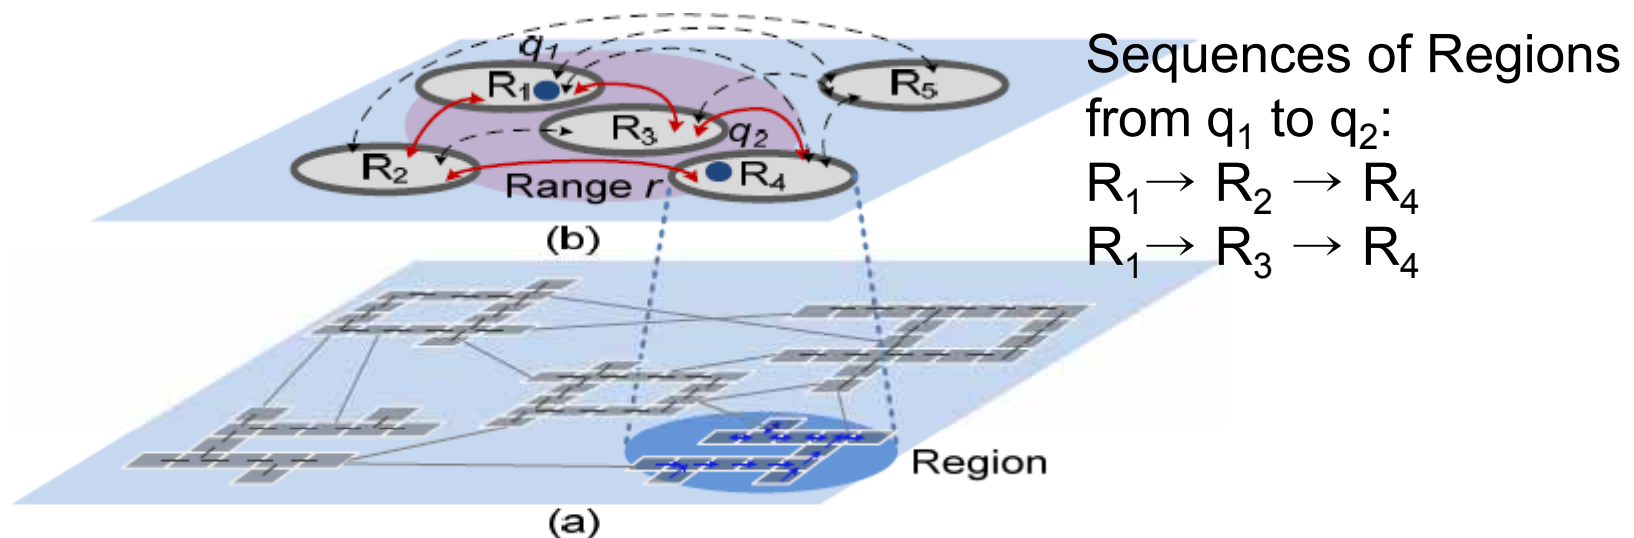 q₁
R₁
R₅
R₃
q₂
R₂
R₄
Range r
(b)
Region
(a)
Sequences of Regions
from q₁ to q₂:
R₁→ R₂ → R₄
R₁→ R₃ → R₄